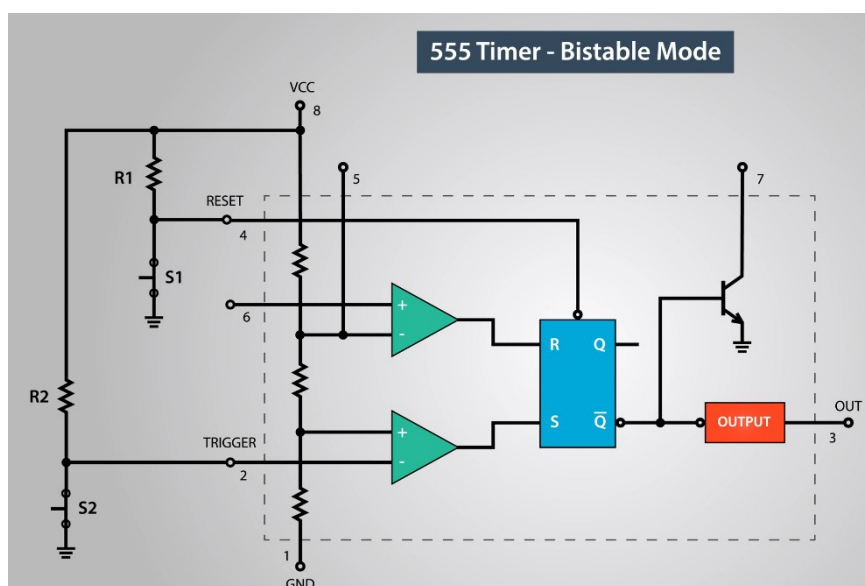 555 Timer - Bistable Mode
VCC
8
R1
5
7
RESET
4
S1
+
6
-
R
Q
R2
+
S
Q̅
OUTPUT
OUT
3
TRIGGER
2
-
S2
1
GND